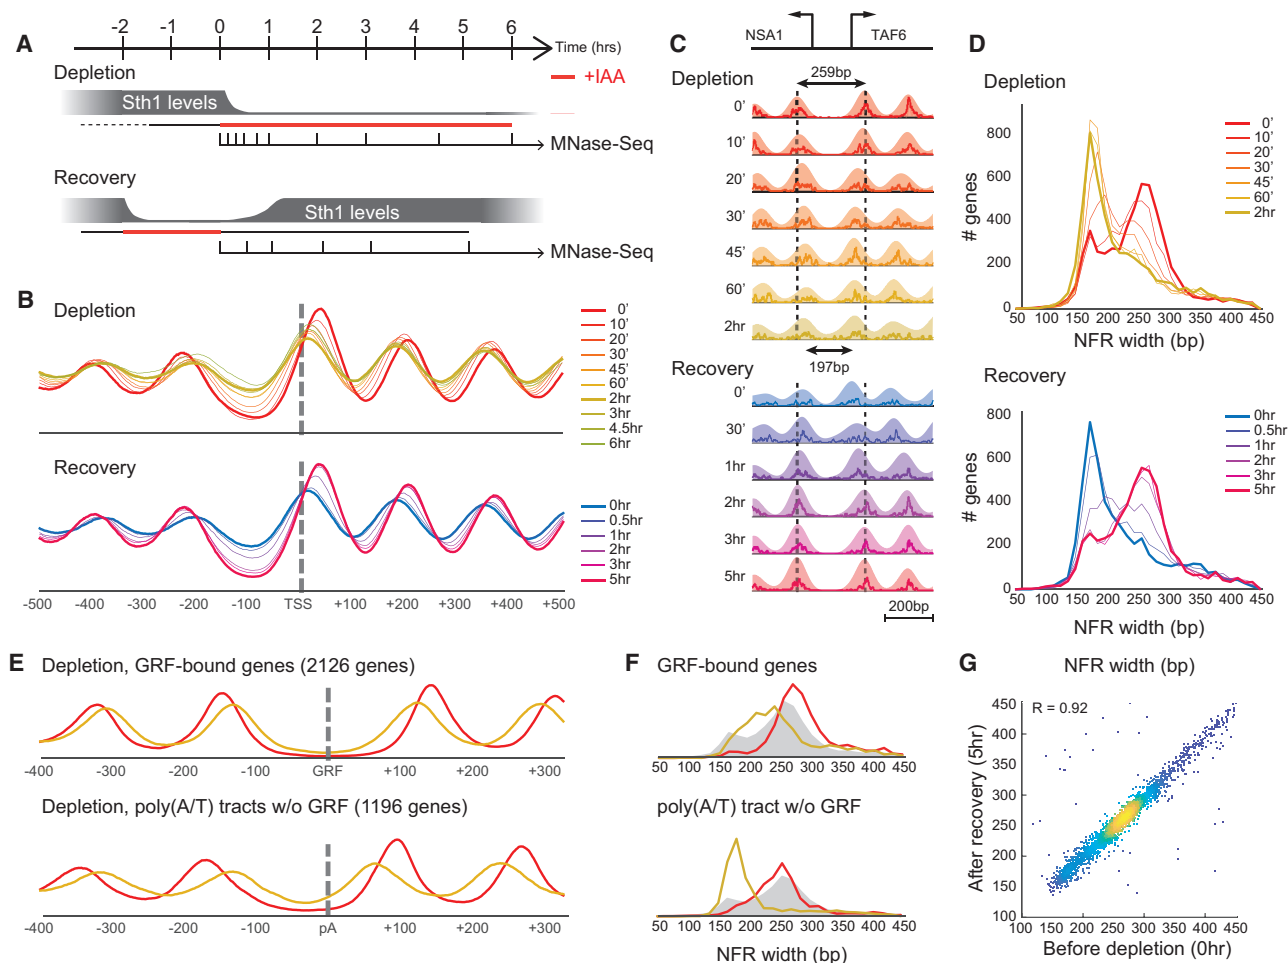 A
-2 -1 0 1 2 3 4 5 6
Time (hrs)
Depletion
+IAA
Sth1 levels
MNase-Seq
Recovery
Sth1 levels
MNase-Seq
B
Depletion
0'
10'
20'
30'
45'
60'
2hr
3hr
4.5hr
6hr
Recovery
0hr
0.5hr
1hr
2hr
3hr
5hr
-500 -400 -300 -200 -100 TSS +100 +200 +300 +400 +500
C
NSA1 TAF6
Depletion
259bp
0'
10'
20'
30'
45'
60'
2hr
Recovery
197bp
0'
30'
1hr
2hr
3hr
5hr
200bp
D
Depletion
# genes
800
600
400
200
0
50 100 150 200 250 300 350 400 450
NFR width (bp)
0'
10'
20'
30'
45'
60'
2hr
Recovery
# genes
800
600
400
200
0
50 100 150 200 250 300 350 400 450
NFR width (bp)
0hr
0.5hr
1hr
2hr
3hr
5hr
E
Depletion, GRF-bound genes (2126 genes)
-400 -300 -200 -100 GRF +100 +200 +300
Depletion, poly(A/T) tracts w/o GRF (1196 genes)
-400 -300 -200 -100 pA +100 +200 +300
F
GRF-bound genes
50 100 150 200 250 300 350 400 450
poly(A/T) tract w/o GRF
50 100 150 200 250 300 350 400 450
NFR width (bp)
G
NFR width (bp)
R = 0.92
After recovery (5hr)
450
400
350
300
250
200
150
100
100 150 200 250 300 350 400 450
Before depletion (0hr)